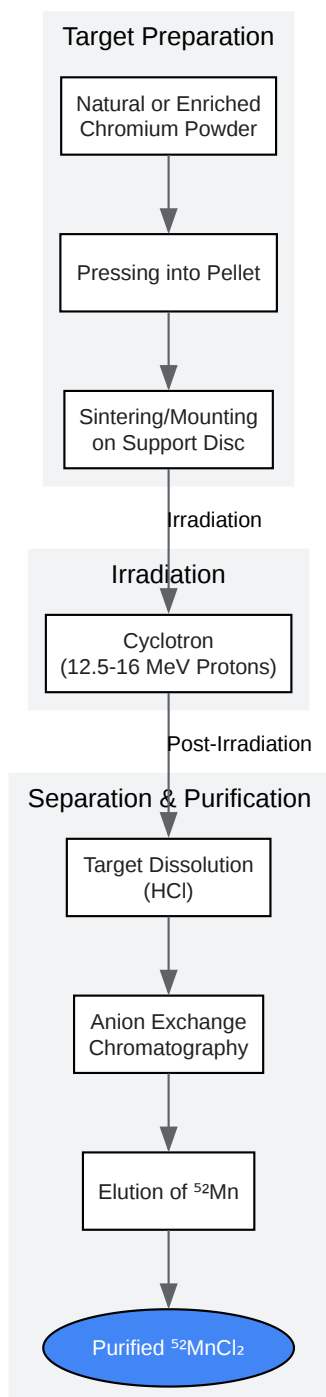 Target Preparation
Natural or Enriched
Chromium Powder
Pressing into Pellet
Sintering/Mounting
on Support Disc
Irradiation
Irradiation
Cyclotron
(12.5-16 MeV Protons)
Post-Irradiation
Separation & Purification
Target Dissolution
(HCl)
Anion Exchange
Chromatography
Elution of ⁵²Mn
Purified ⁵²MnCl₂